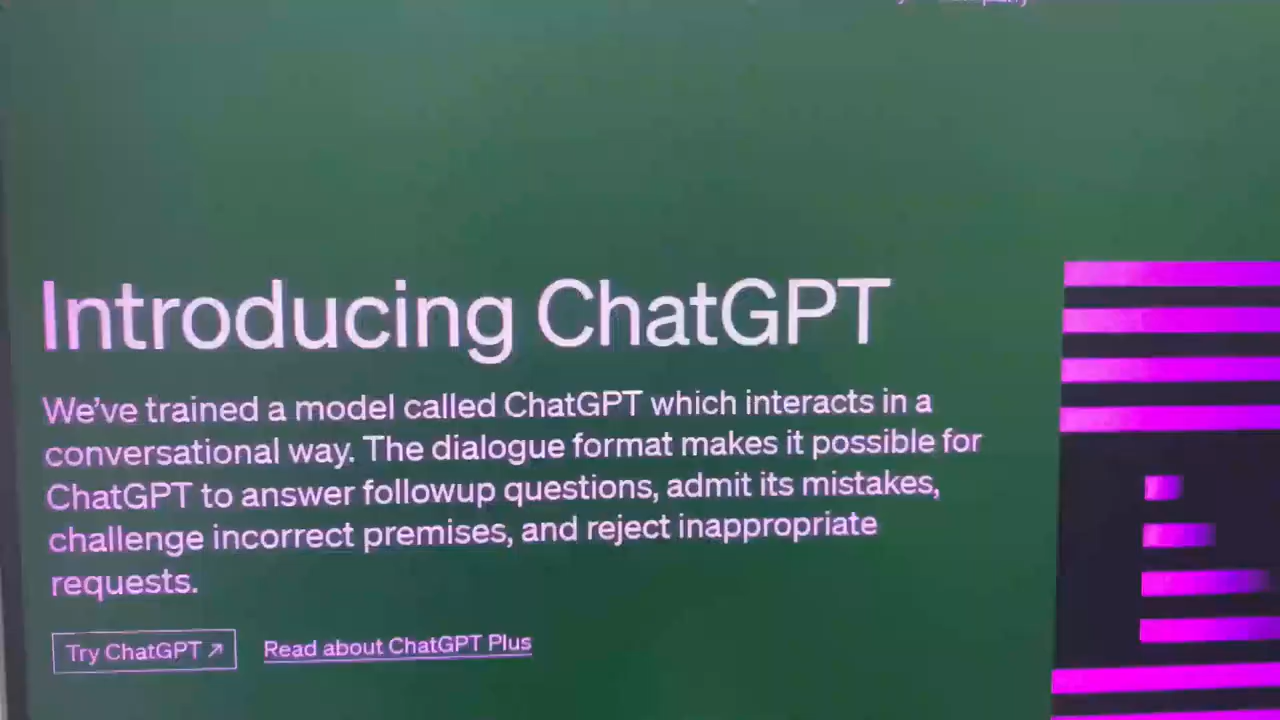 Introducing ChatGPT
We've trained a model called ChatGPT which interacts in a
conversational way. The dialogue format makes it possible for
ChatGPT to answer followup questions, admit its mistakes,
challenge incorrect premises, and reject inappropriate
requests.
Try ChatGPT ↗ Read about ChatGPT Plus